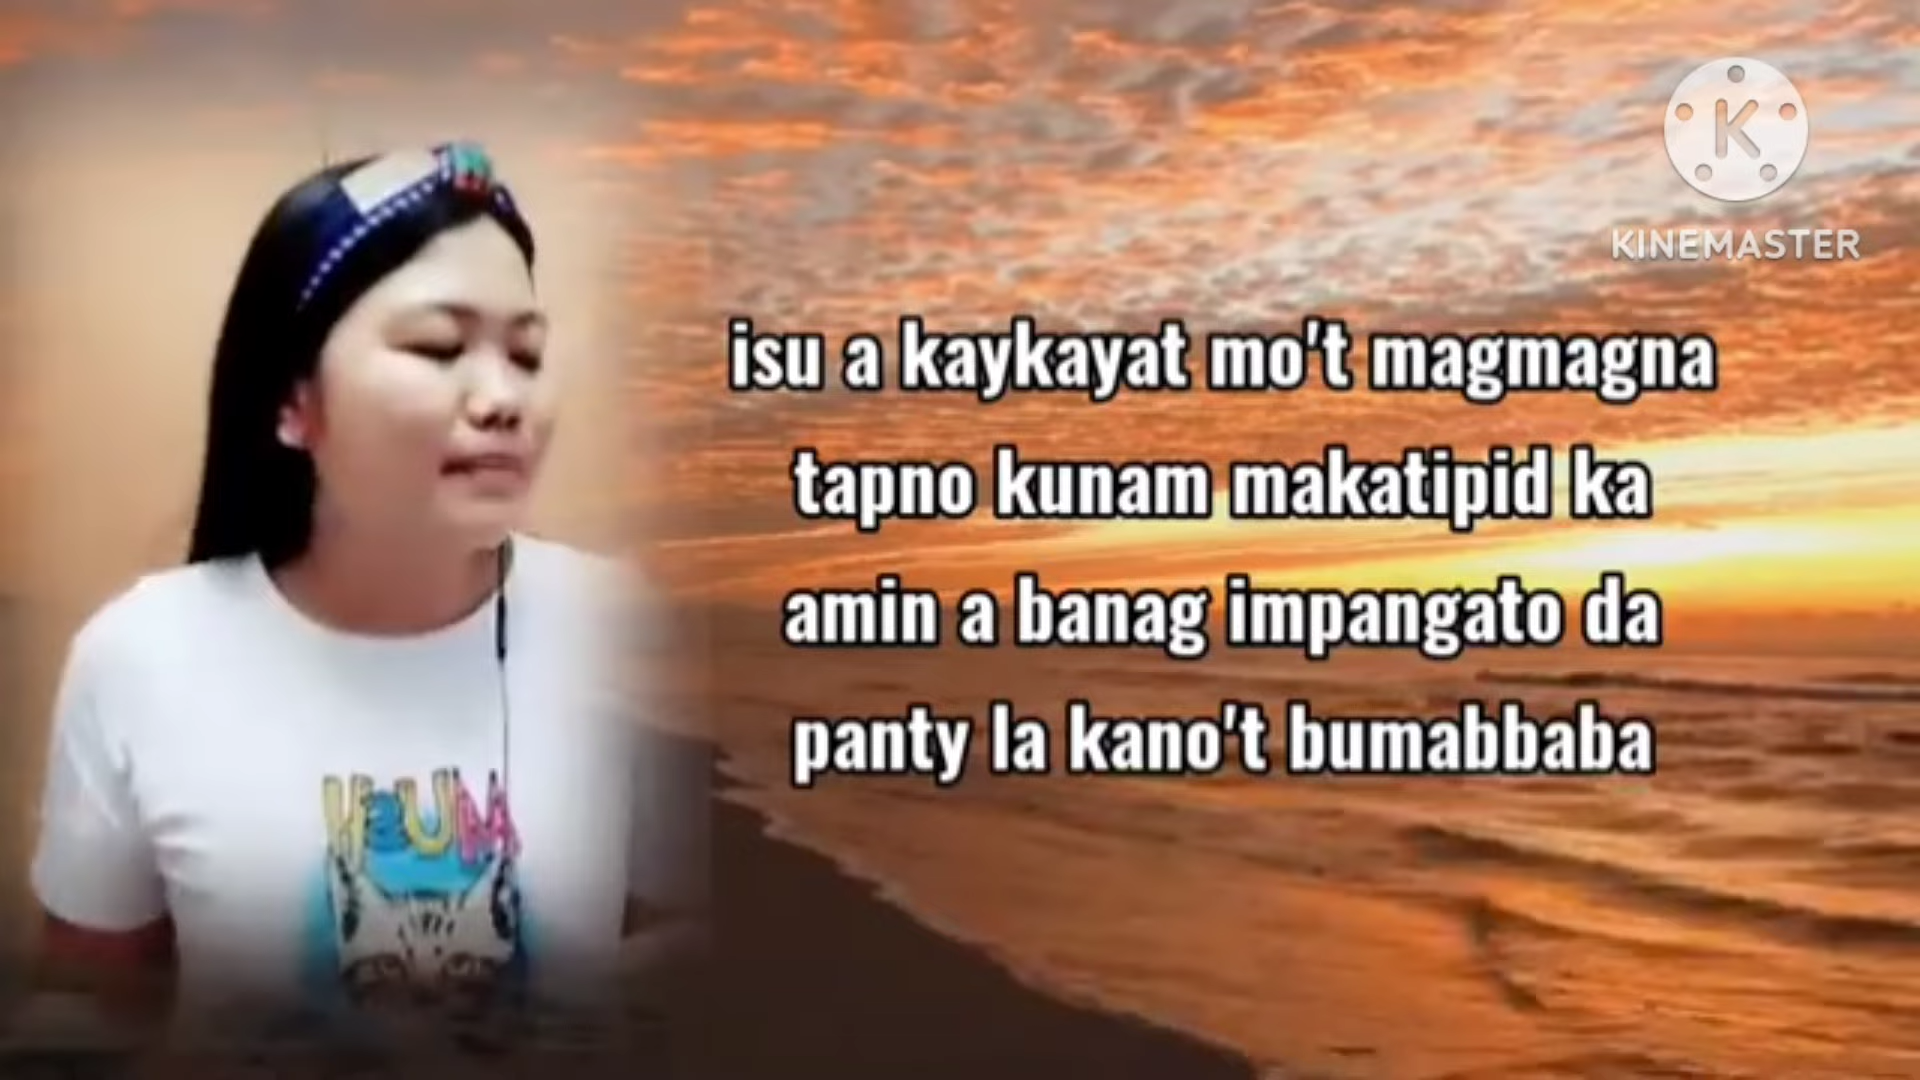 K
KINEMASTER
isu a kaykayat mo't magmagna
tapno kunam makatipid ka
amin a banag impangato da
panty la kano't bumabbaba